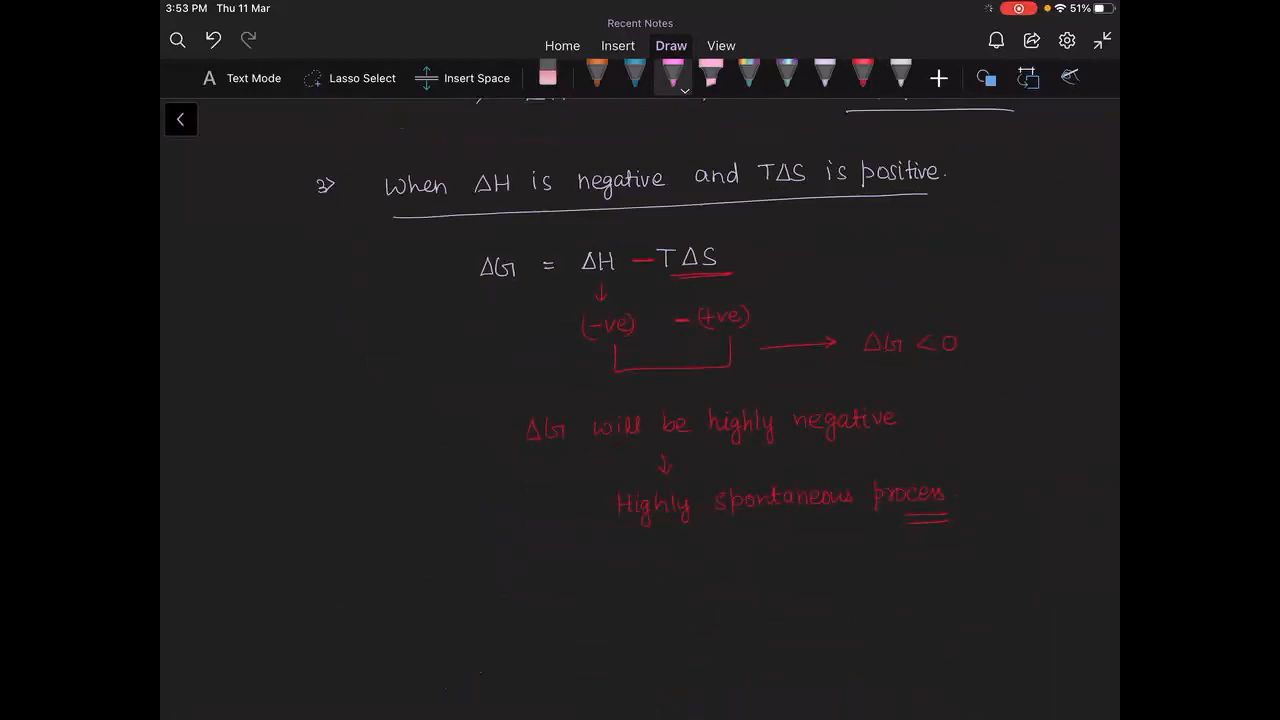 3:53 PM Thu 11 Mar
51%
Recent Notes
Home Insert Draw View
Text Mode Lasso Select Insert Space
3> When ΔH is negative and TΔS is positive.
ΔG = ΔH - TΔS
(-ve) - (+ve)
ΔG < 0
ΔG will be highly negative
↓
Highly spontaneous process.